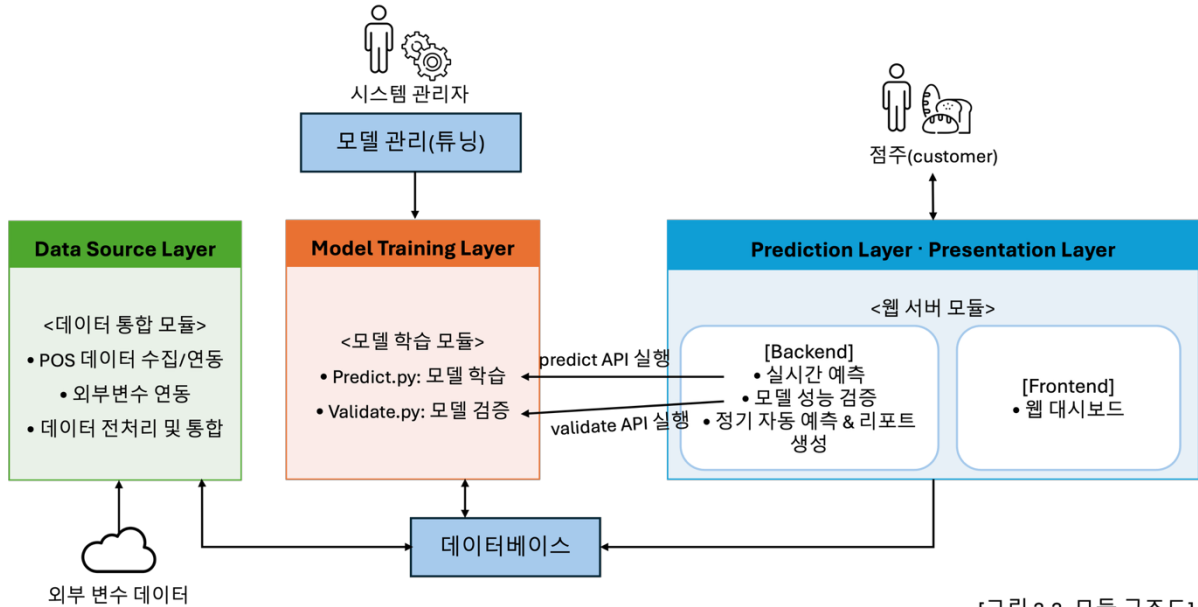 시스템 관리자
모델 관리(튜닝)
점주(customer)
Data Source Layer
<데이터 통합 모듈>
• POS 데이터 수집/연동
• 외부변수 연동
• 데이터 전처리 및 통합
Model Training Layer
<모델 학습 모듈>
• Predict.py: 모델 학습
• Validate.py: 모델 검증
predict API 실행
validate API 실행
Prediction Layer · Presentation Layer
<웹 서버 모듈>
[Backend]
• 실시간 예측
• 모델 성능 검증
• 정기 자동 예측 & 리포트
생성
[Frontend]
• 웹 대시보드
데이터베이스
외부 변수 데이터